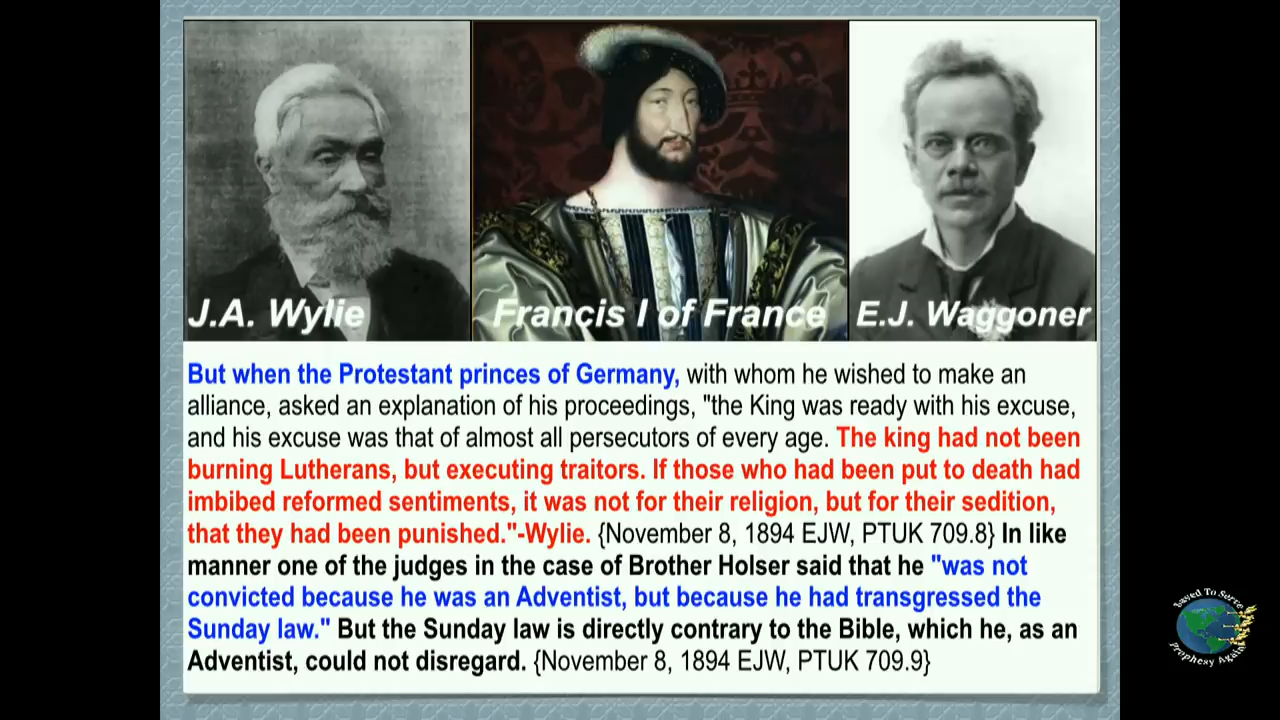 J.A. Wylie
Francis I of France
E.J. Waggoner
But when the Protestant princes of Germany, with whom he wished to make an
alliance, asked an explanation of his proceedings, "the King was ready with his excuse,
and his excuse was that of almost all persecutors of every age. The king had not been
burning Lutherans, but executing traitors. If those who had been put to death had
imbibed reformed sentiments, it was not for their religion, but for their sedition,
that they had been punished."-Wylie. {November 8, 1894 EJW, PTUK 709.8} In like
manner one of the judges in the case of Brother Holser said that he "was not
convicted because he was an Adventist, but because he had transgressed the
Sunday law." But the Sunday law is directly contrary to the Bible, which he, as an
Adventist, could not disregard. {November 8, 1894 EJW, PTUK 709.9}
To Serve
Prophesy Again